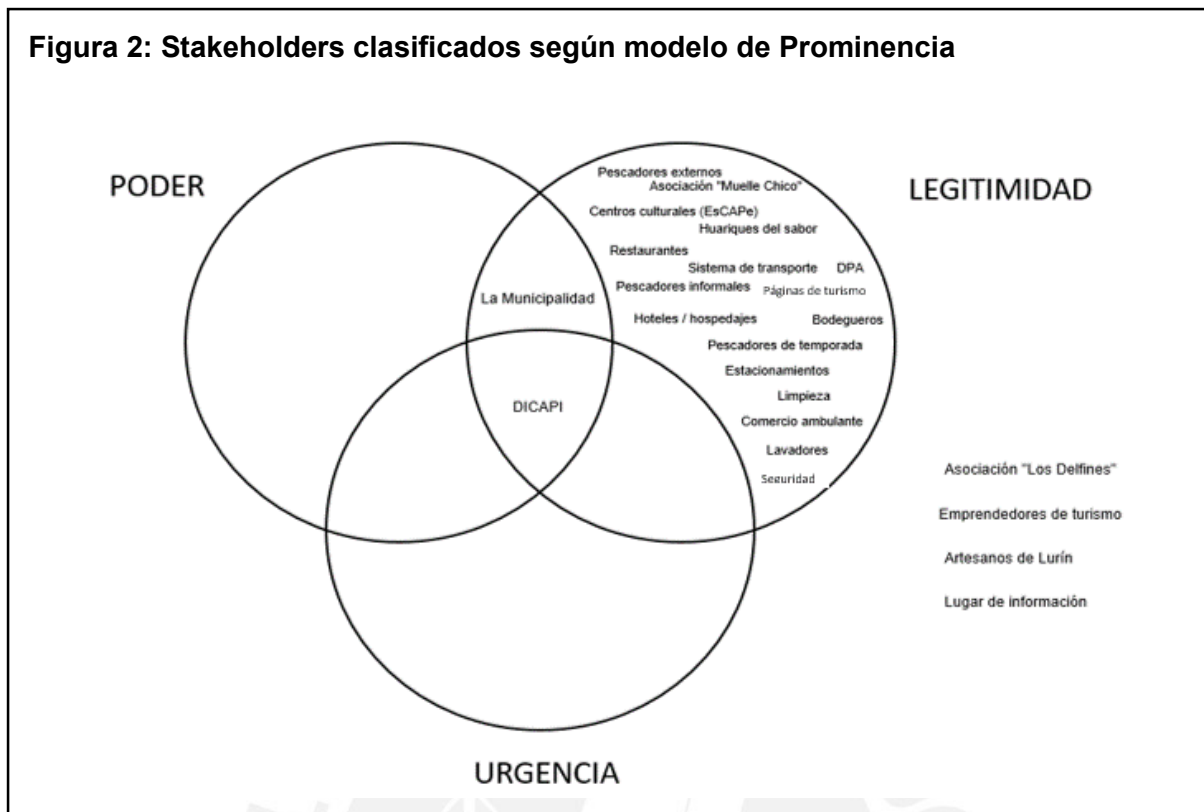 Figura 2: Stakeholders clasificados según modelo de Prominencia
PODER
LEGITIMIDAD
Pescadores externos
Asociación "Muelle Chico"
Centros culturales (EsCAPe)
Huariques del sabor
Restaurantes
Sistema de transporte
DPA
Pescadores informales
Páginas de turismo
La Municipalidad
Hoteles / hospedajes
Bodegueros
Pescadores de temporada
Estacionamientos
Limpieza
DICAPI
Comercio ambulante
Lavadores
Seguridad
Asociación "Los Delfines"
Emprendedores de turismo
Artesanos de Lurín
Lugar de información
URGENCIA